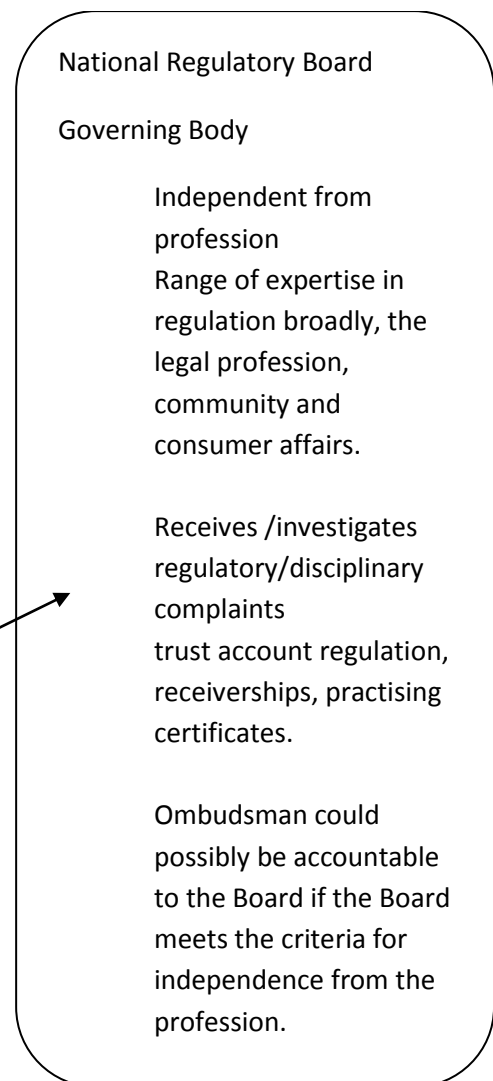 National Regulatory Board
Governing Body
Independent from
profession
Range of expertise in
regulation broadly, the
legal profession,
community and
consumer affairs.
Receives /investigates
regulatory/disciplinary
complaints
trust account regulation,
receiverships, practising
certificates.
Ombudsman could
possibly be accountable
to the Board if the Board
meets the criteria for
independence from the
profession.